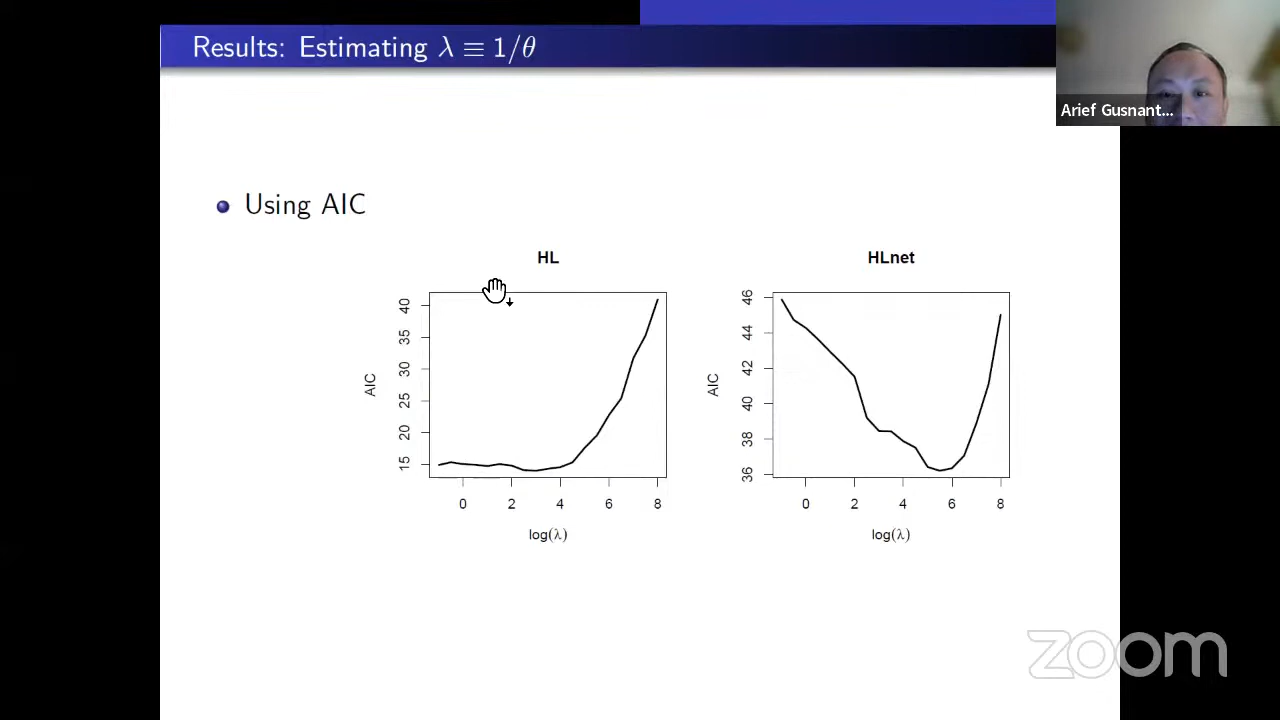 Results: Estimating λ ≡ 1/θ
Arief Gusnant...
Using AIC
HL
HLnet
40
35
30
25
20
15
AIC
0 2 4 6 8
log(λ)
46
44
42
40
38
36
AIC
0 2 4 6 8
log(λ)
zoom